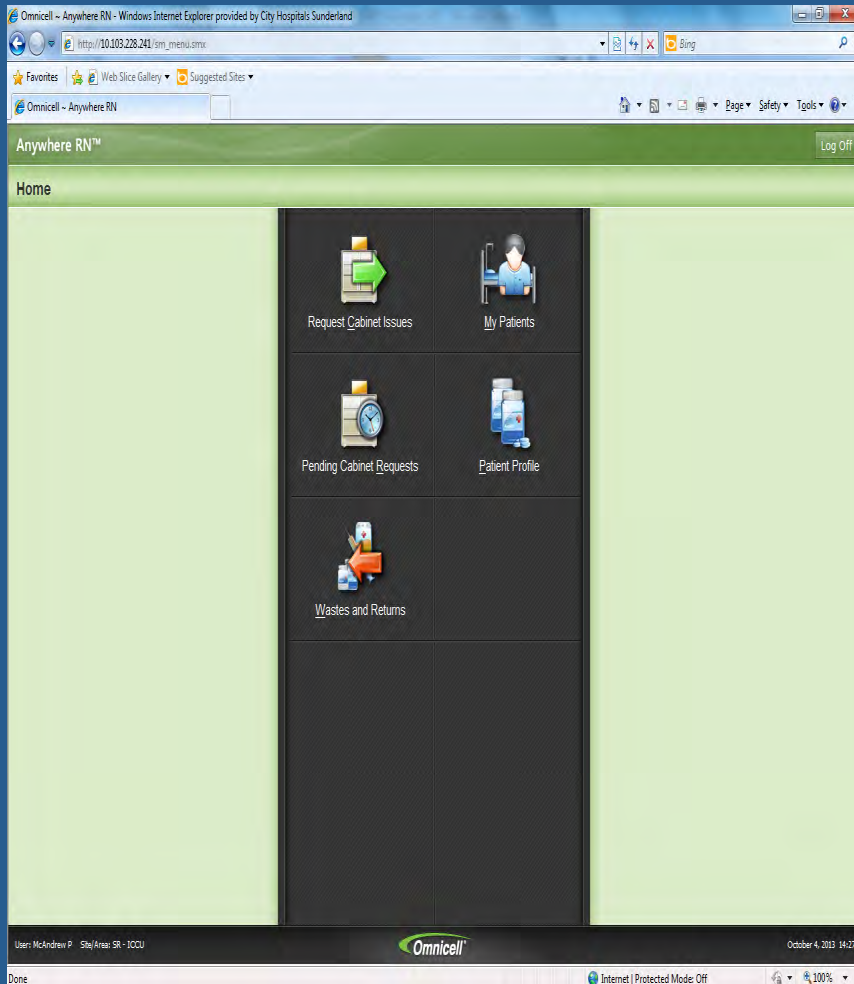 Omnicell ~ Anywhere RN - Windows Internet Explorer provided by City Hospitals Sunderland
http://10.103.228.241/sm_menu.smx
Bing
Favorites Web Slice Gallery Suggested Sites
Omnicell ~ Anywhere RN
Page Safety Tools
Anywhere RN™
Log Off
Home
Request Cabinet Issues
My Patients
Pending Cabinet Requests
Patient Profile
Wastes and Returns
User: McAndrew P Site/Area: SR - ICCU
Omnicell®
October 4, 2013 14:27
Done
Internet | Protected Mode: Off
100%